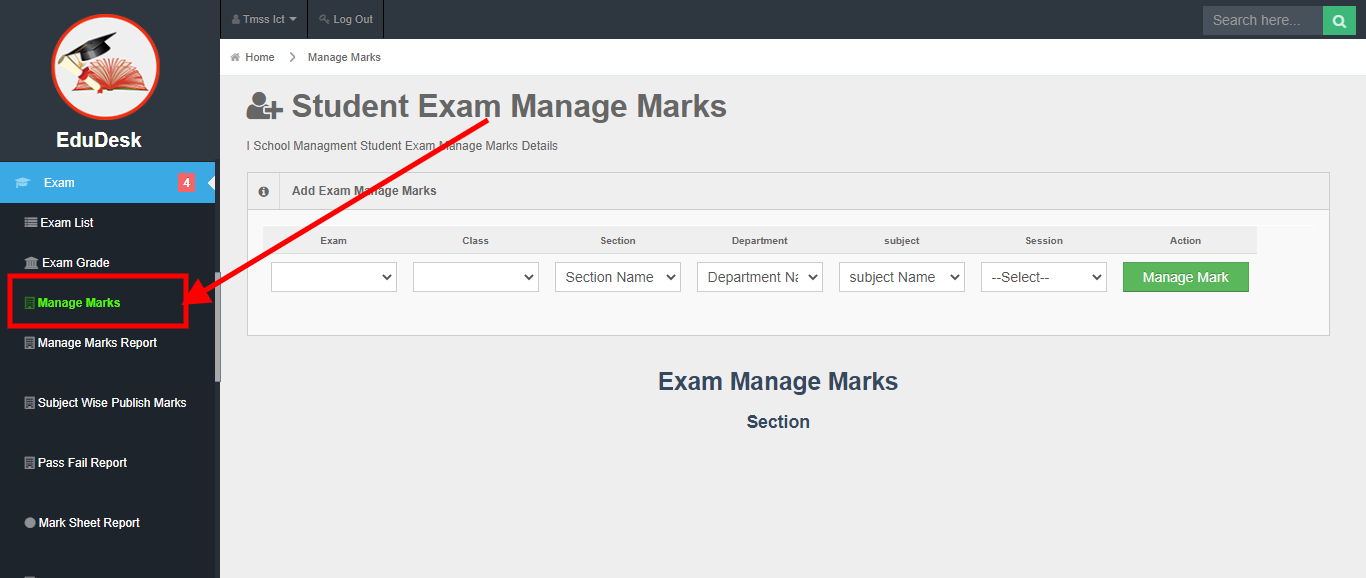 Tmss Ict
Log Out
Search here...
Home
Manage Marks
EduDesk
Exam
4
Exam List
Exam Grade
Manage Marks
Manage Marks Report
Subject Wise Publish Marks
Pass Fail Report
Mark Sheet Report
Student Exam Manage Marks
I School Managment Student Exam Manage Marks Details
Add Exam Manage Marks
Exam Class Section Department subject Session Action
Section Name Department Na subject Name --Select-- Manage Mark
Exam Manage Marks
Section